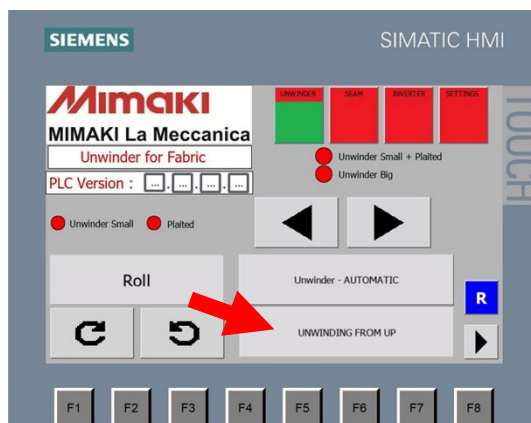 SIEMENS
SIMATIC HMI
TOUCH
Mimaki
MIMAKI La Meccanica
Unwinder for Fabric
PLC Version : ... . ... . ... . ...
UNWINDER
SEAM
INVERTER
SETTINGS
Unwinder Small + Plaited
Unwinder Big
Unwinder Small
Plaited
Roll
Unwinder - AUTOMATIC
R
UNWINDING FROM UP
F1
F2
F3
F4
F5
F6
F7
F8